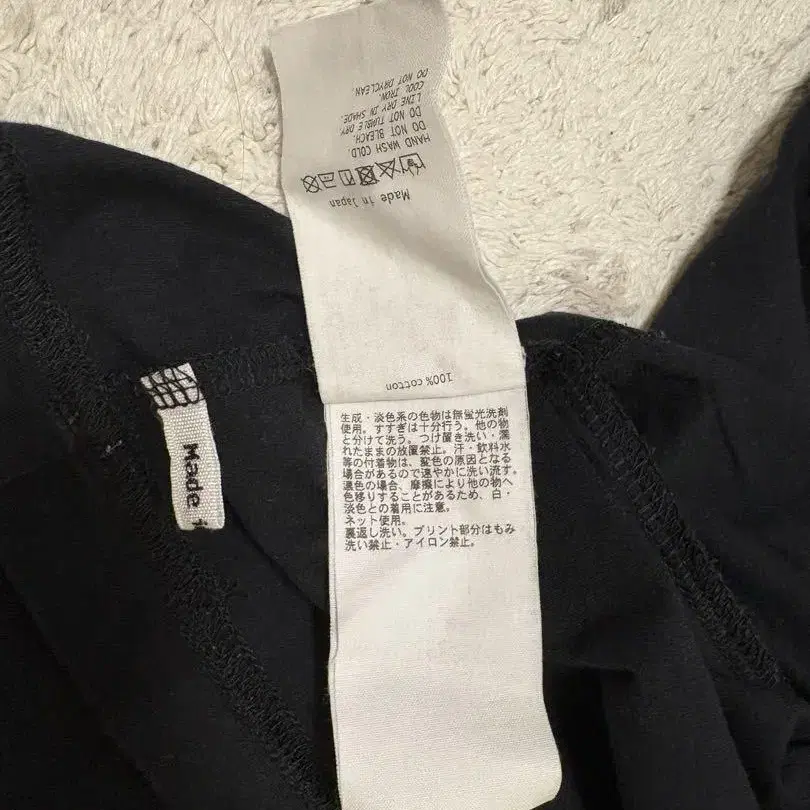 HAND WASH COLD.
DO NOT BLEACH.
DO NOT TUMBLE DRY.
LINE DRY IN SHADE.
COOL IRON.
DO NOT DRYCLEAN.
Made in Japan
100% cotton
生成・淡色系の色物は無蛍光洗剤
使用。すすぎは十分行う。他の物
と分けて洗う。つけ置き洗い・濡
れたままの放置禁止。汗・飲料水
等の付着物は、変色の原因となる
場合があるので速やかに洗い流す。
濃色の場合、摩擦により他の物へ
色移りすることがあるため、白・
淡色との着用に注意。
ネット使用。
裏返し洗い。プリント部分はもみ
洗い禁止・アイロン禁止。
Made